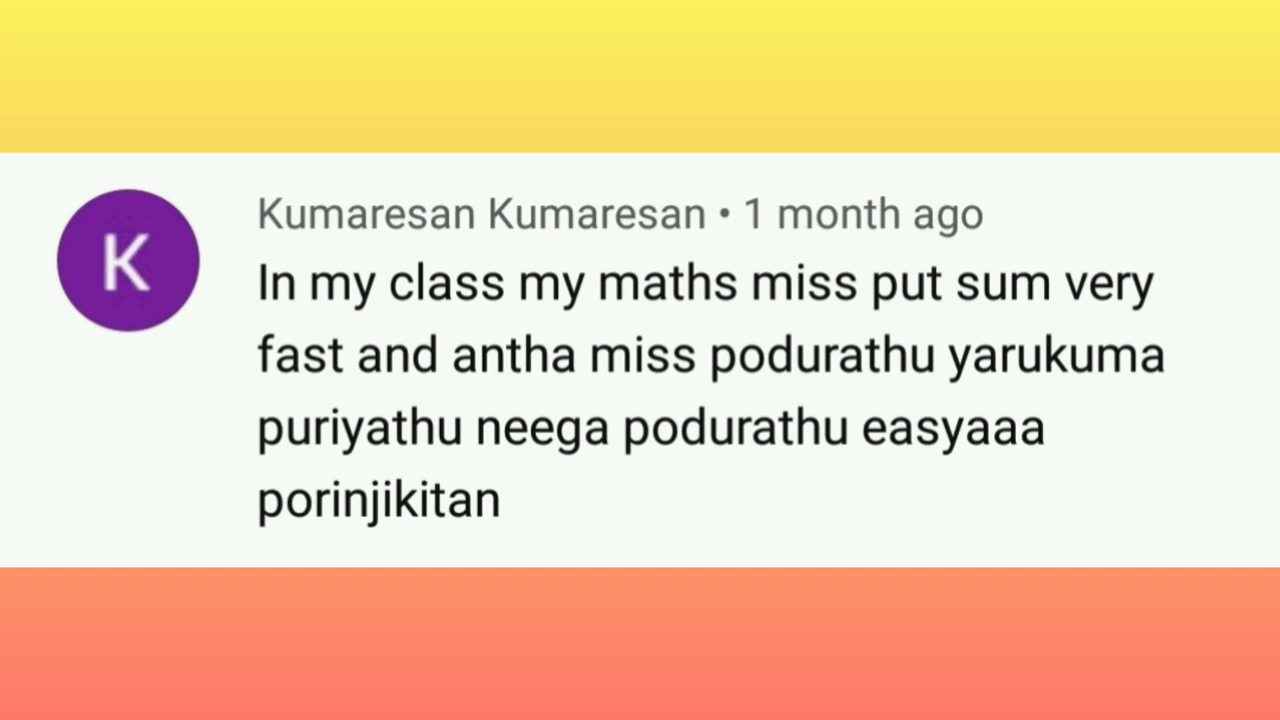 K
Kumaresan Kumaresan • 1 month ago
In my class my maths miss put sum very
fast and antha miss podurathu yarukuma
puriyathu neega podurathu easyaaa
porinjikitan